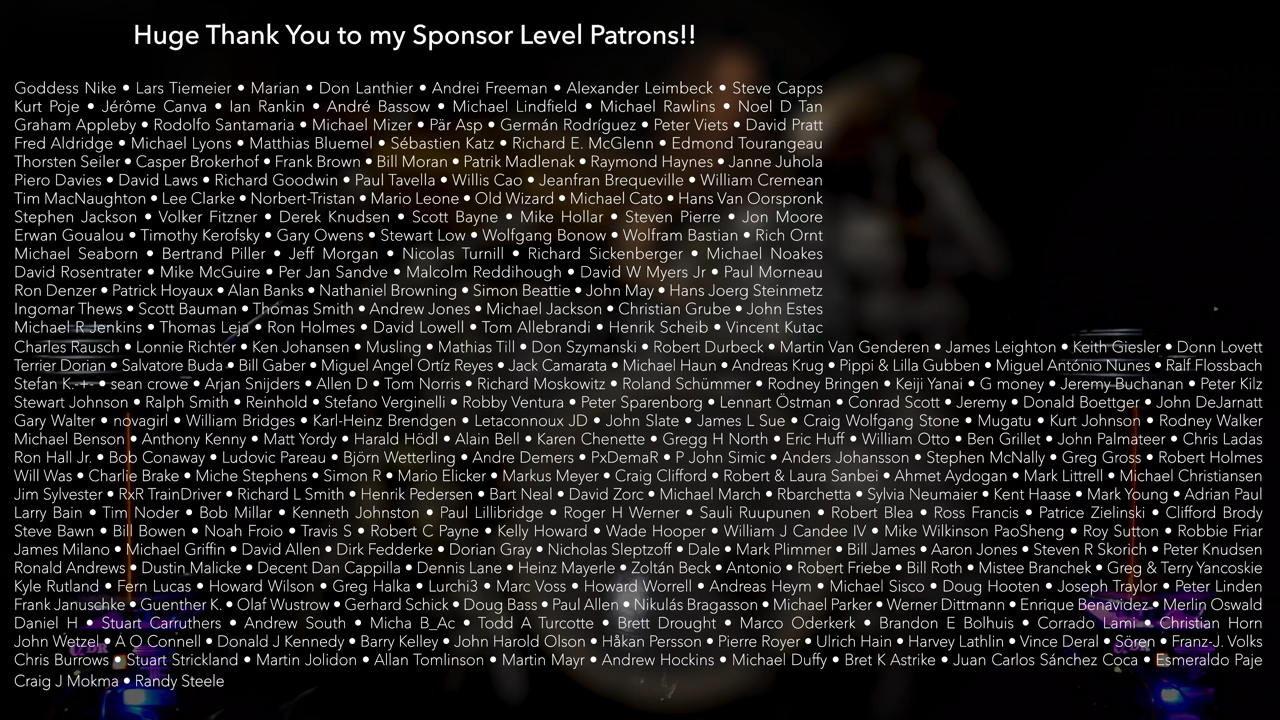 Huge Thank You to my Sponsor Level Patrons!!
Goddess Nike • Lars Tiemeier • Marian • Don Lanthier • Andrei Freeman • Alexander Leimbeck • Steve Capps
Kurt Poje • Jérôme Canva • Ian Rankin • André Bassow • Michael Lindfield • Michael Rawlins • Noel D Tan
Graham Appleby • Rodolfo Santamaria • Michael Mizer • Pär Asp • Germán Rodríguez • Peter Viets • David Pratt
Fred Aldridge • Michael Lyons • Matthias Bluemel • Sébastien Katz • Richard E. McGlenn • Edmond Tourangeau
Thorsten Seiler • Casper Brokerhof • Frank Brown • Bill Moran • Patrik Madlenak • Raymond Haynes • Janne Juhola
Piero Davies • David Laws • Richard Goodwin • Paul Tavella • Willis Cao • Jeanfran Brequeville • William Cremean
Tim MacNaughton • Lee Clarke • Norbert-Tristan • Mario Leone • Old Wizard • Michael Cato • Hans Van Oorspronk
Stephen Jackson • Volker Fitzner • Derek Knudsen • Scott Bayne • Mike Hollar • Steven Pierre • Jon Moore
Erwan Goualou • Timothy Kerofsky • Gary Owens • Stewart Low • Wolfgang Bonow • Wolfram Bastian • Rich Ornt
Michael Seaborn • Bertrand Piller • Jeff Morgan • Nicolas Turnill • Richard Sickenberger • Michael Noakes
David Rosentrater • Mike McGuire • Per Jan Sandve • Malcolm Reddihough • David W Myers Jr • Paul Morneau
Ron Denzer • Patrick Hoyaux • Alan Banks • Nathaniel Browning • Simon Beattie • John May • Hans Joerg Steinmetz
Ingomar Thews • Scott Bauman • Thomas Smith • Andrew Jones • Michael Jackson • Christian Grube • John Estes
Michael R Jenkins • Thomas Leja • Ron Holmes • David Lowell • Tom Allebrandi • Henrik Scheib • Vincent Kutac
Charles Rausch • Lonnie Richter • Ken Johansen • Musling • Mathias Till • Don Szymanski • Robert Durbeck • Martin Van Genderen • James Leighton • Keith Giesler • Donn Lovett
Terrier Dorian • Salvatore Buda • Bill Gaber • Miguel Angel Ortíz Reyes • Jack Camarata • Michael Haun • Andreas Krug • Pippi & Lilla Gubben • Miguel António Nunes • Ralf Flossbach
Stefan K---- • sean crowe • Arjan Snijders • Allen D • Tom Norris • Richard Moskowitz • Roland Schümmer • Rodney Bringen • Keiji Yanai • G money • Jeremy Buchanan • Peter Kilz
Stewart Johnson • Ralph Smith • Reinhold • Stefano Verginelli • Robby Ventura • Peter Sparenborg • Lennart Östman • Conrad Scott • Jeremy • Donald Boettger • John DeJarnatt
Gary Walter • novagirl • William Bridges • Karl-Heinz Brendgen • Letaconnoux JD • John Slate • James L Sue • Craig Wolfgang Stone • Mugatu • Kurt Johnson • Rodney Walker
Michael Benson • Anthony Kenny • Matt Yordy • Harald Hödl • Alain Bell • Karen Chenette • Gregg H North • Eric Huff • William Otto • Ben Grillet • John Palmateer • Chris Ladas
Ron Hall Jr. • Bob Conaway • Ludovic Pareau • Björn Wetterling • Andre Demers • PxDemaR • P John Simic • Anders Johansson • Stephen McNally • Greg Gross • Robert Holmes
Will Was • Charlie Brake • Miche Stephens • Simon R • Mario Elicker • Markus Meyer • Craig Clifford • Robert & Laura Sanbei • Ahmet Aydogan • Mark Littrell • Michael Christiansen
Jim Sylvester • RxR TrainDriver • Richard L Smith • Henrik Pedersen • Bart Neal • David Zorc • Michael March • Rbarchetta • Sylvia Neumaier • Kent Haase • Mark Young • Adrian Paul
Larry Bain • Tim Noder • Bob Millar • Kenneth Johnston • Paul Lillibridge • Roger H Werner • Sauli Ruupunen • Robert Blea • Ross Francis • Patrice Zielinski • Clifford Brody
Steve Bawn • Bill Bowen • Noah Froio • Travis S • Robert C Payne • Kelly Howard • Wade Hooper • William J Candee IV • Mike Wilkinson PaoSheng • Roy Sutton • Robbie Friar
James Milano • Michael Griffin • David Allen • Dirk Fedderke • Dorian Gray • Nicholas Sleptzoff • Dale • Mark Plimmer • Bill James • Aaron Jones • Steven R Skorich • Peter Knudsen
Ronald Andrews • Dustin Malicke • Decent Dan Cappilla • Dennis Lane • Heinz Mayerle • Zoltán Beck • Antonio • Robert Friebe • Bill Roth • Mistee Branchek • Greg & Terry Yancoskie
Kyle Rutland • Fern Lucas • Howard Wilson • Greg Halka • Lurchi3 • Marc Voss • Howard Worrell • Andreas Heym • Michael Sisco • Doug Hooten • Joseph Traylor • Peter Linden
Frank Janusch • Guenther K. • Olaf Wustrow • Gerhard Schick • Doug Bass • Paul Allen • Nikulás Bragasson • Michael Parker • Werner Dittmann • Enrique Benavidez • Merlin Oswald
Daniel H • Stuart Caruthers • Andrew South • Micha B_Ac • Todd A Turcotte • Brett Drought • Marco Oderkerk • Brandon E Bolhuis • Corrado Lami • Christian Horn
John Wetzel • A O Connell • Donald J Kennedy • Barry Kelley • John Harold Olson • Håkan Persson • Pierre Royer • Ulrich Hain • Harvey Lathlin • Vince Deral • Sören • Franz-J. Volks
Chris Burrows • Stuart Strickland • Martin Jolidon • Allan Tomlinson • Martin Mayr • Andrew Hockins • Michael Duffy • Bret K Astrike • Juan Carlos Sánchez Coca • Esmeraldo Paje
Craig J Mokma • Randy Steele